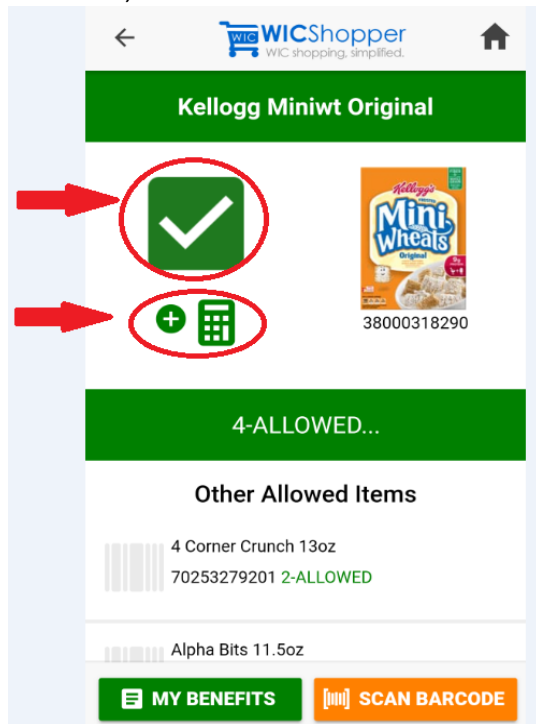 WIC WICShopper
WIC shopping, simplified.
Kellogg Miniwt Original
Kellogg's
Mini
Wheats
Original
38000318290
4-ALLOWED...
Other Allowed Items
4 Corner Crunch 13oz
70253279201 2-ALLOWED
Alpha Bits 11.5oz
MY BENEFITS
SCAN BARCODE